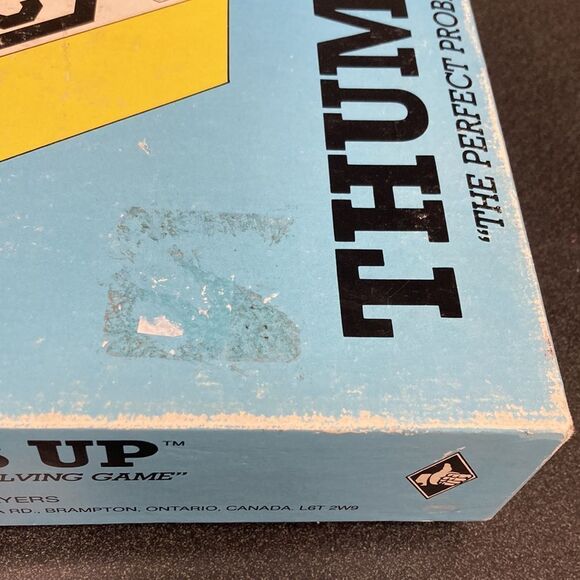 THUM
"THE PERFECT PROB
S UP™
LVING GAME"
YERS
RD., BRAMPTON, ONTARIO, CANADA. L6T 2W9